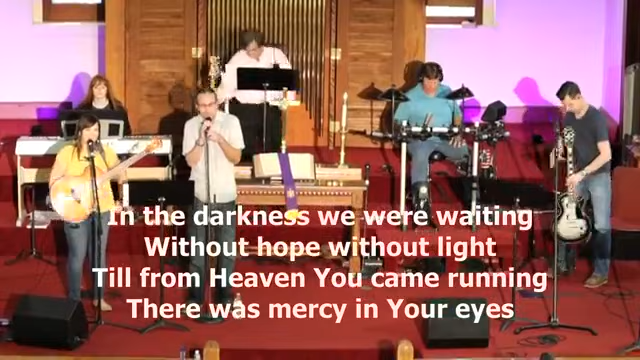 In the darkness we were waiting
Without hope without light
Till from Heaven You came running
There was mercy in Your eyes